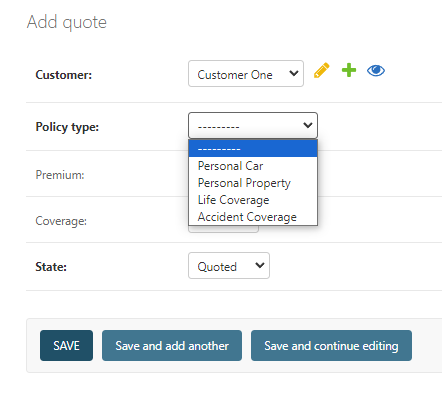 Add quote
Customer: Customer One
Policy type: ---------
---------
Personal Car
Premium: Personal Property
Life Coverage
Coverage: Accident Coverage
State: Quoted
SAVE Save and add another Save and continue editing